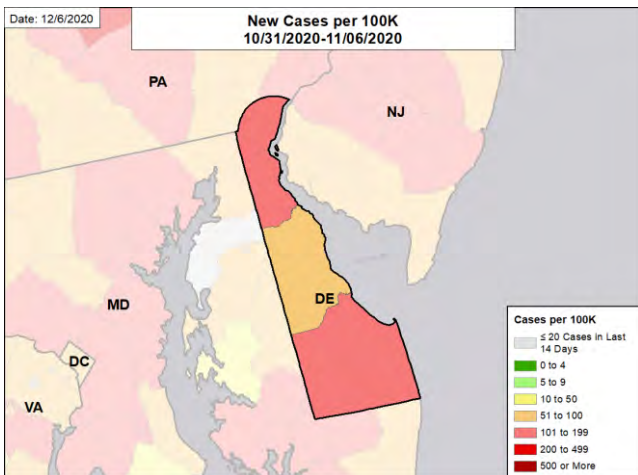 Date: 12/6/2020
New Cases per 100K
10/31/2020-11/06/2020
PA
NJ
MD
DE
DC
VA
Cases per 100K
≤ 20 Cases in Last
14 Days
0 to 4
5 to 9
10 to 50
51 to 100
101 to 199
200 to 499
500 or More